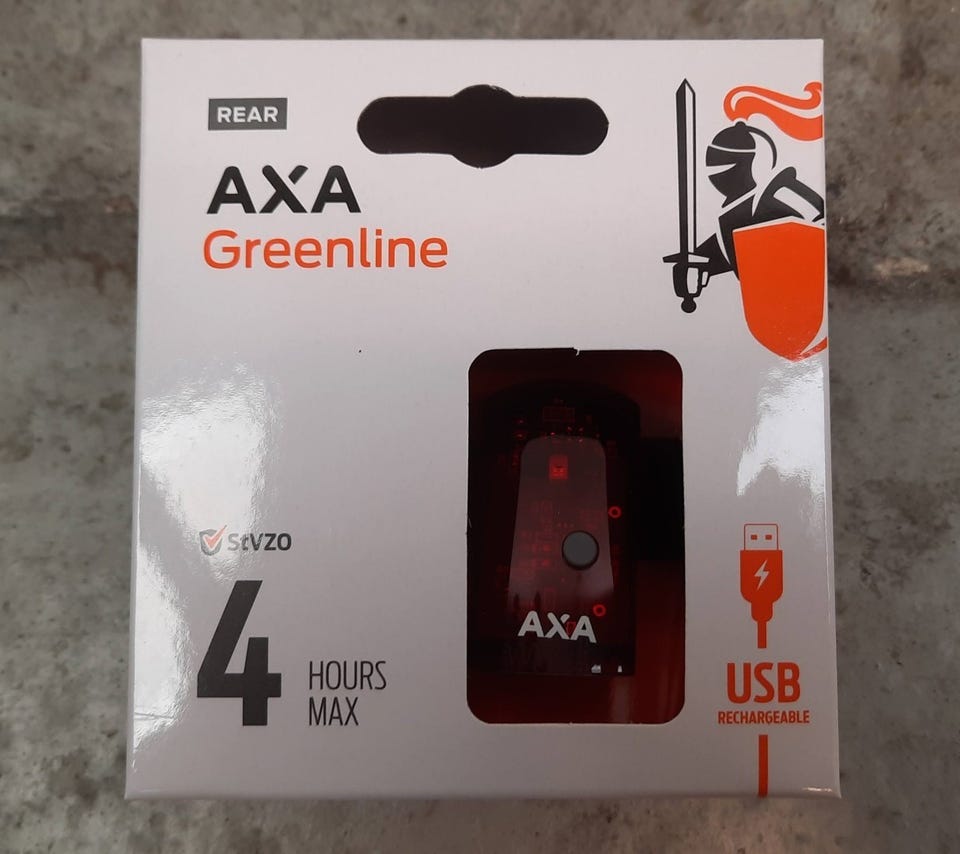 REAR
AXA
Greenline
StVZO
4
HOURS
MAX
AXA
USB
RECHARGEABLE